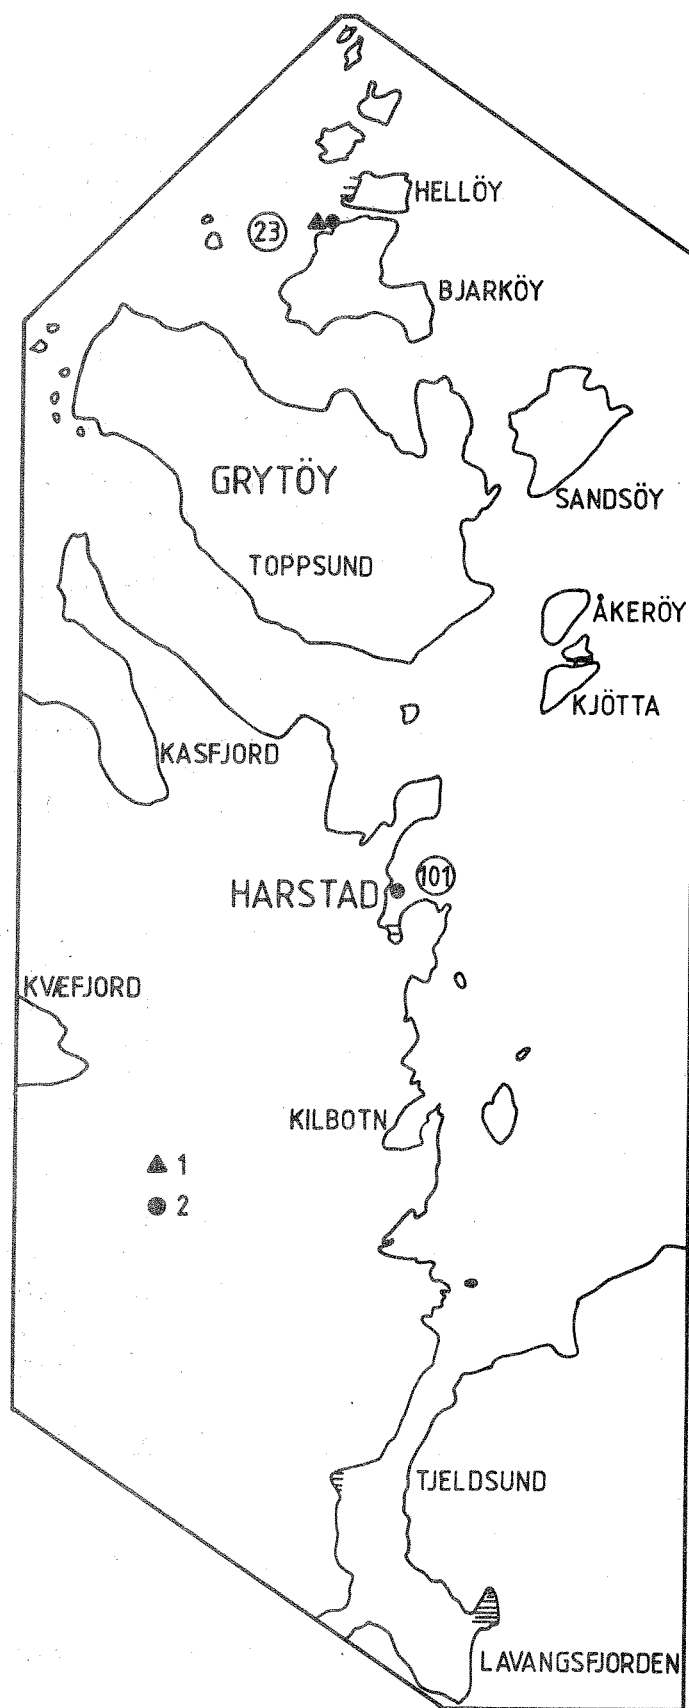 HELLÖY
23
BJARKÖY
GRYTÖY
SANDSÖY
TOPPSUND
ÅKERÖY
KJÖTTA
KASFJORD
101
HARSTAD
KVÆFJORD
KILBOTN
1
2
TJELDSUND
LAVANGSFJORDEN